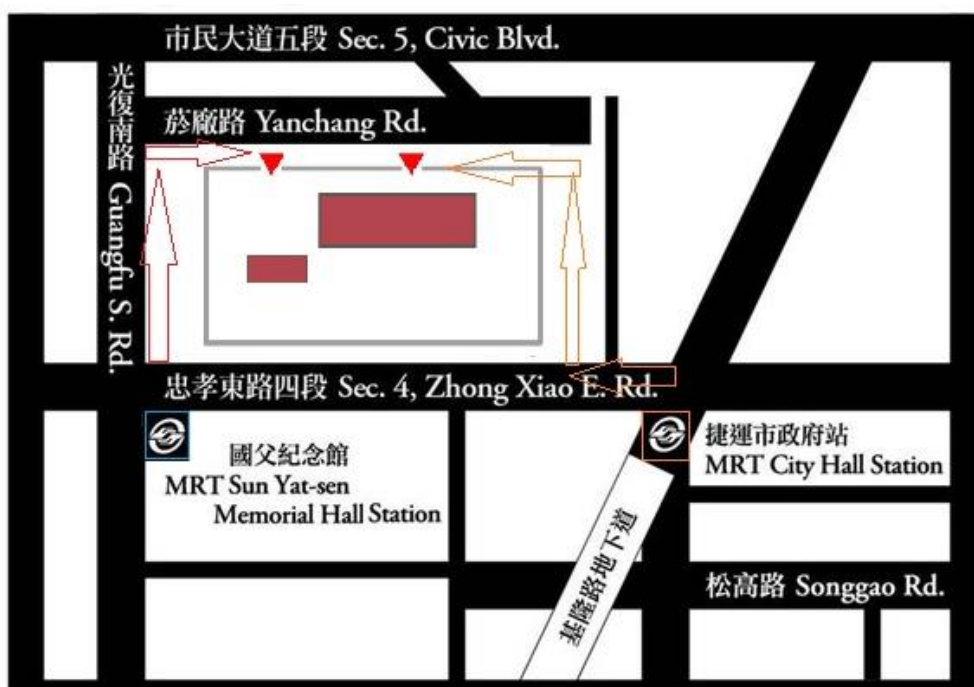 市民大道五段 Sec. 5, Civic Blvd.
光復南路 Guangfu S. Rd.
菸廠路 Yanchang Rd.
忠孝東路四段 Sec. 4, Zhong Xiao E. Rd.
國父紀念館
MRT Sun Yat-sen
Memorial Hall Station
捷運市政府站
MRT City Hall Station
基隆路地下道
松高路 Songgao Rd.